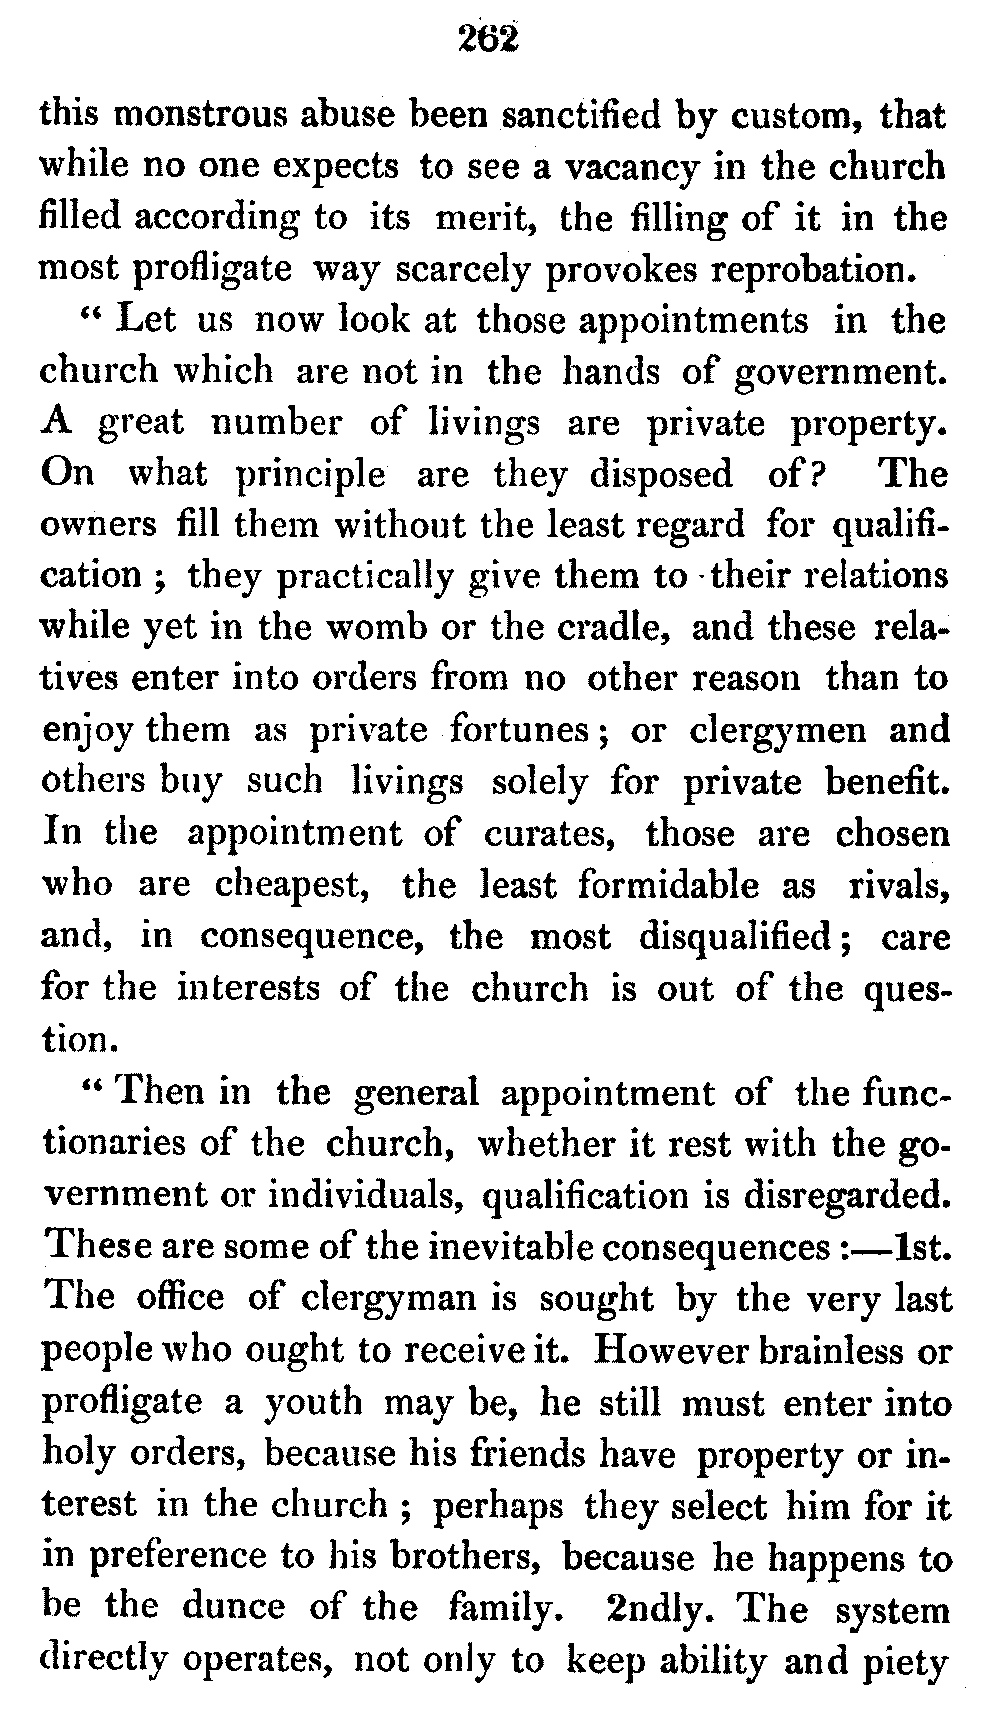 262
this monstrous abuse been sanctified by custom, that
while no one expects to see a vacancy in the church
filled according to its merit, the filling of it in the
most profligate way scarcely provokes reprobation.
“ Let us now look at those appointments in the
church which are not in the hands of government.
A great number of livings are private property.
On what principle are they disposed of? The
owners fill them without the least regard for qualifi-
cation ; they practically give them to their relations
while yet in the womb or the cradle, and these rela-
tives enter into orders from no other reason than to
enjoy them as private fortunes ; or clergymen and
others buy such livings solely for private benefit.
In the appointment of curates, those are chosen
who are cheapest, the least formidable as rivals,
and, in consequence, the most disqualified ; care
for the interests of the church is out of the ques-
tion.
“ Then in the general appointment of the func-
tionaries of the church, whether it rest with the go-
vernment or individuals, qualification is disregarded.
These are some of the inevitable consequences :—1st.
The office of clergyman is sought by the very last
people who ought to receive it. However brainless or
profligate a youth may be, he still must enter into
holy orders, because his friends have property or in-
terest in the church ; perhaps they select him for it
in preference to his brothers, because he happens to
be the dunce of the family. 2ndly. The system
directly operates, not only to keep ability and piety